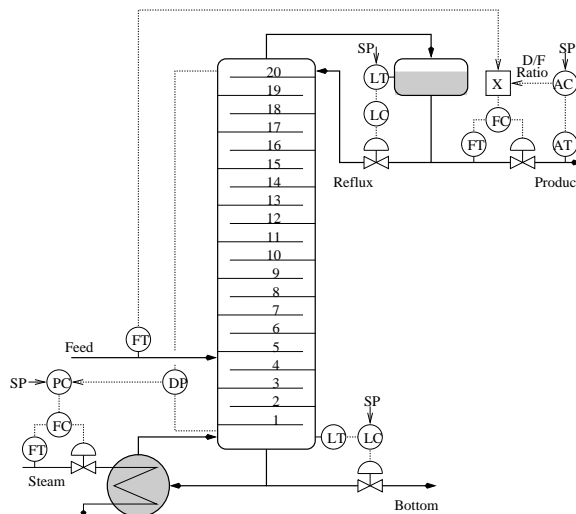 SP
SP
D/F
Ratio
20
LT
X
AC
19
18
LC
FC
17
16
FT
AT
15
Reflux
Product
14
13
12
11
10
9
8
7
FT
6
Feed
5
4
SP
PC
DP
3
SP
2
FC
1
LT
LC
FT
Steam
Bottom